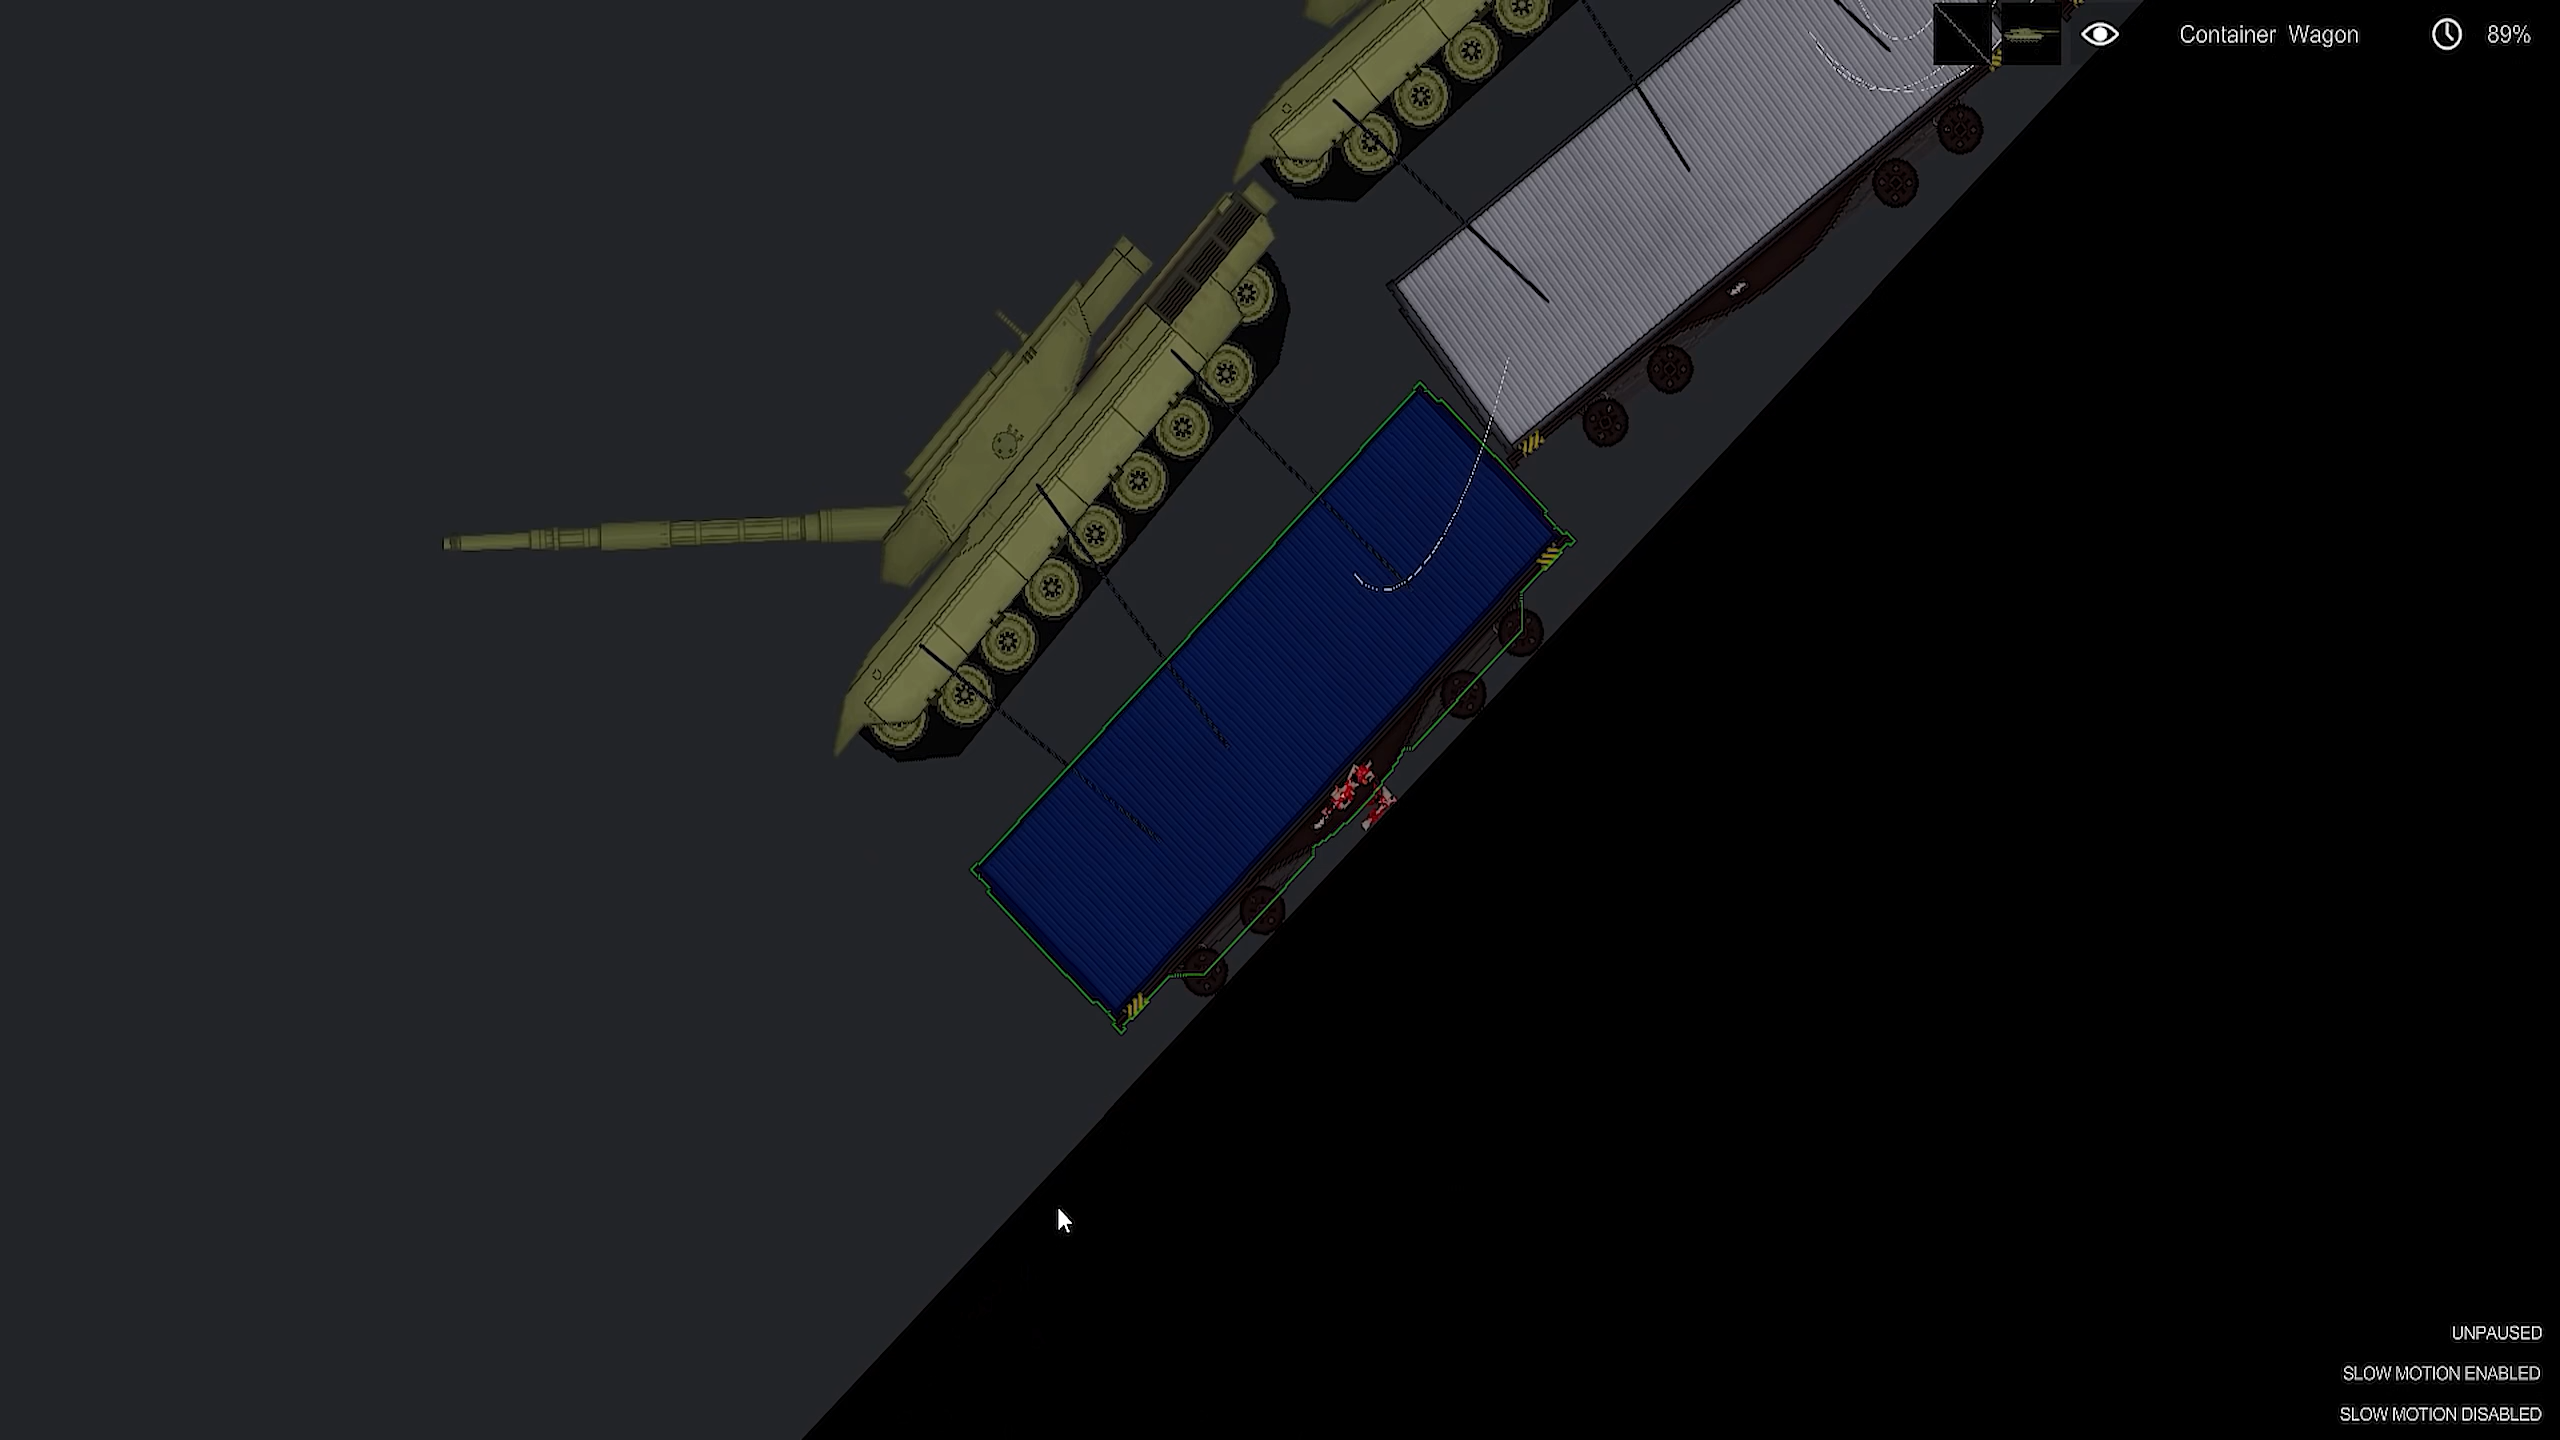 Container Wagon
89%
UNPAUSED
SLOW MOTION ENABLED
SLOW MOTION DISABLED